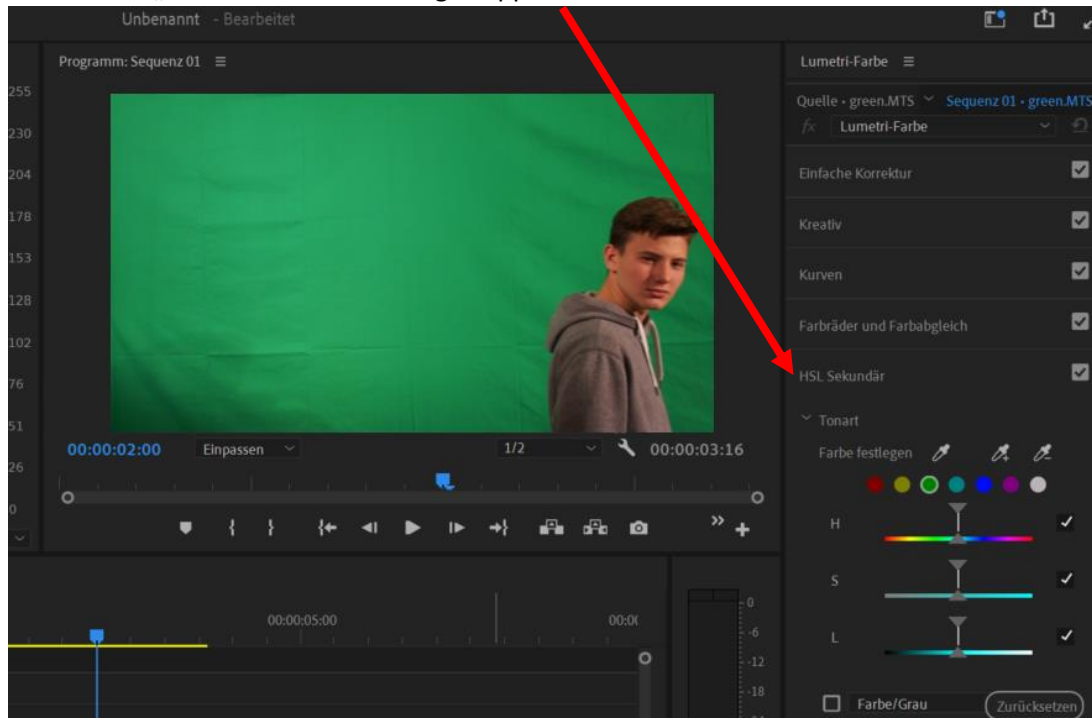 Unbenannt - Bearbeitet
Programm: Sequenz 01
Lumetri-Farbe
Quelle • green.MTS Sequenz 01 • green.MTS
fx Lumetri-Farbe
Einfache Korrektur
Kreativ
Kurven
Farbräder und Farbabgleich
HSL Sekundär
Tonart
Farbe festlegen
H
S
L
Farbe/Grau Zurücksetzen
255
230
204
178
153
128
102
76
51
26
0
00:00:02:00 Einpassen 1/2 00:00:03:16
00:00:05:00
0
-6
-12
-18